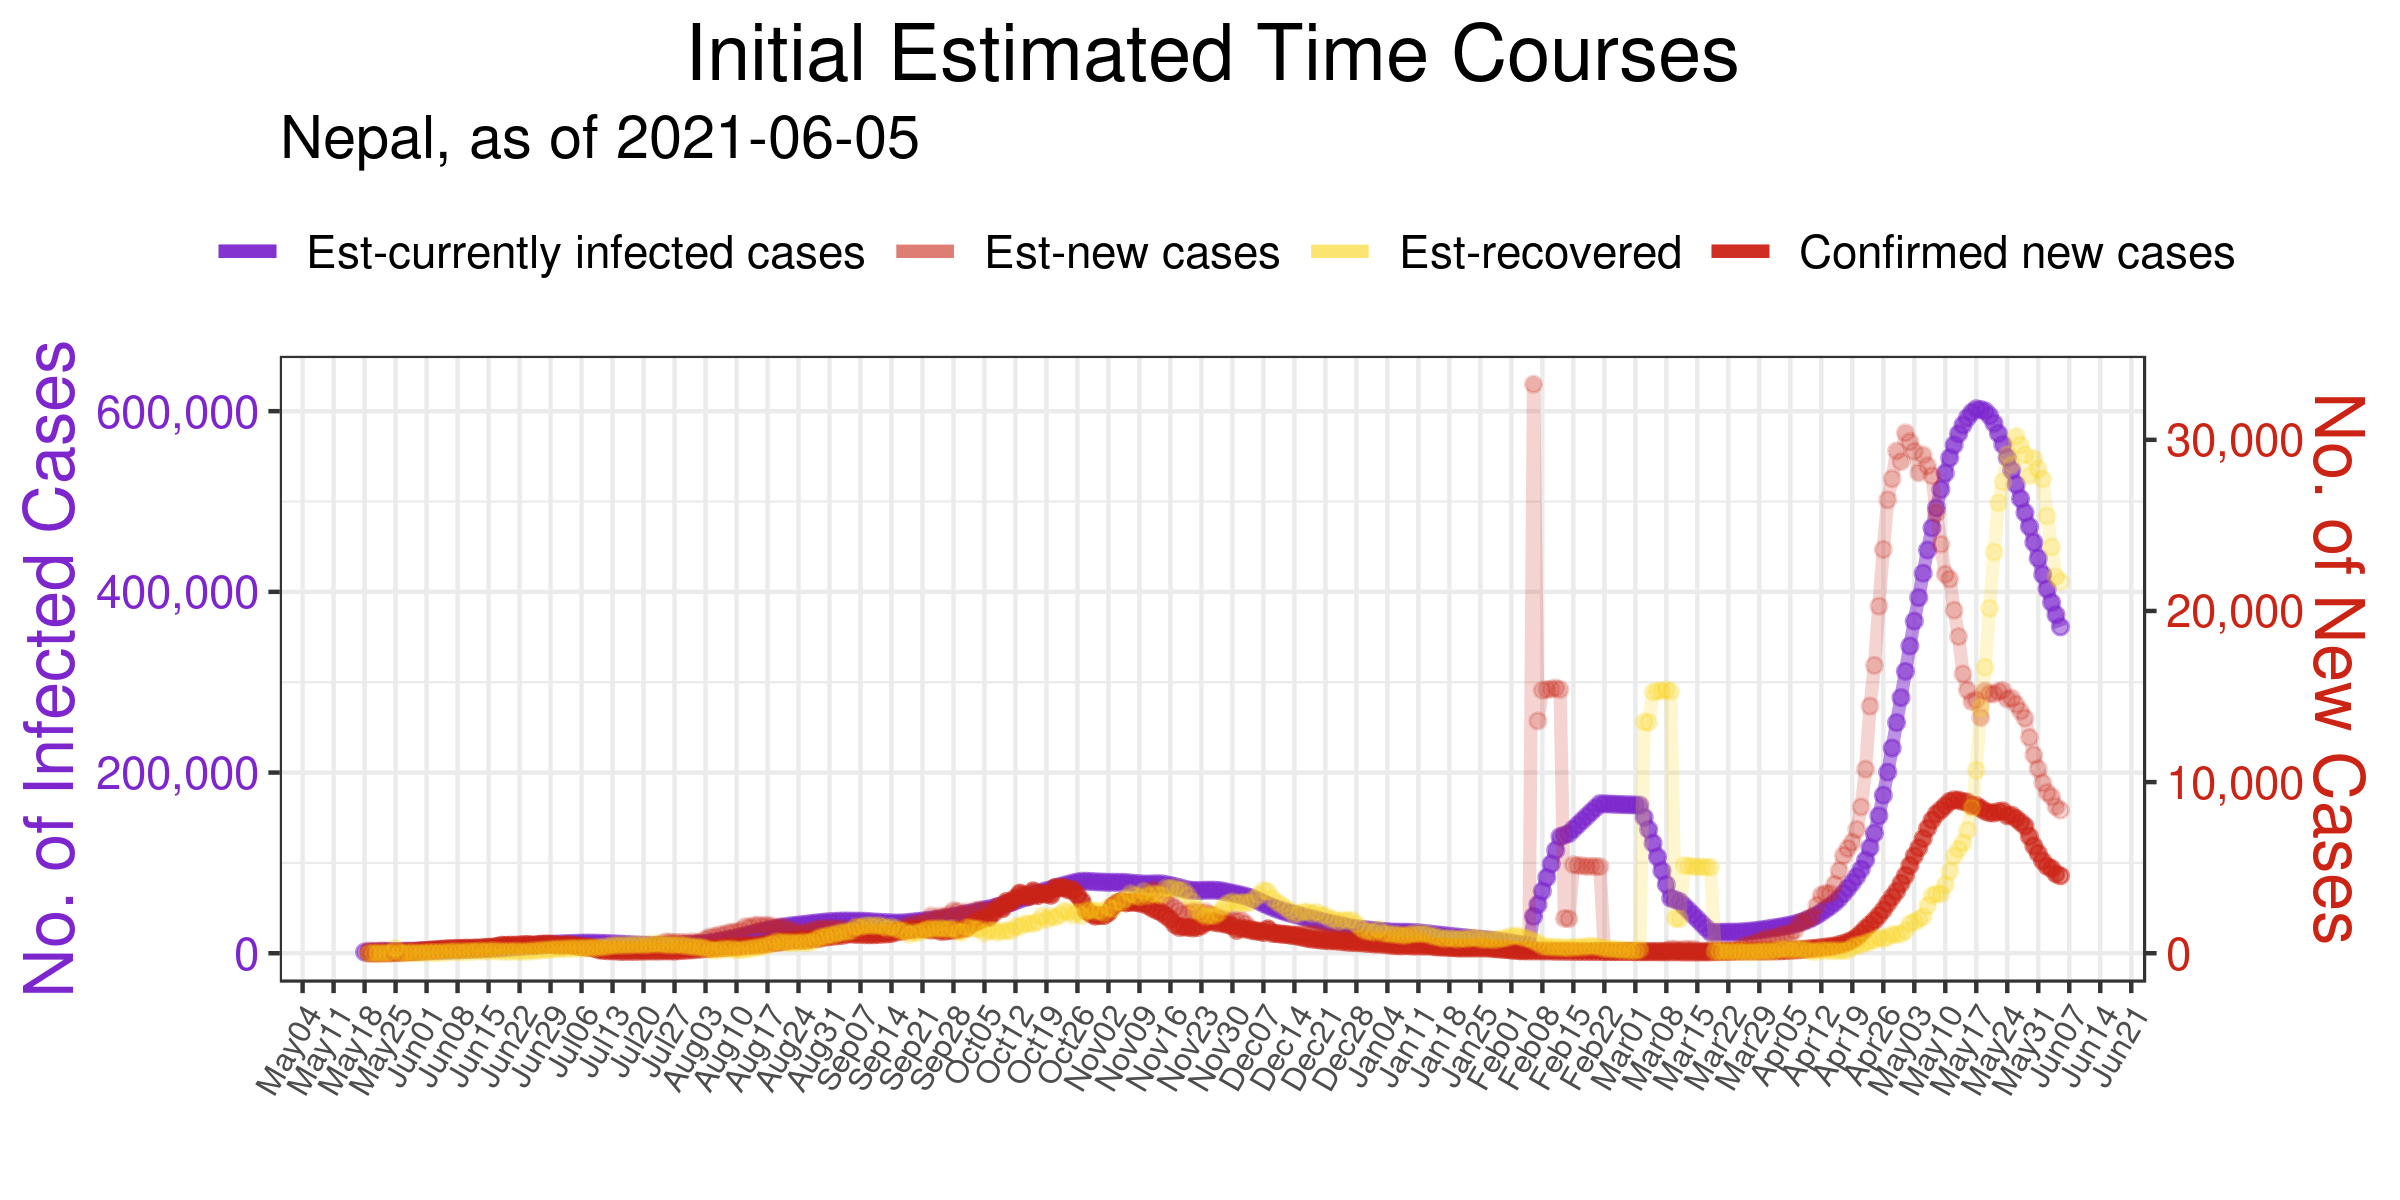 Initial Estimated Time Courses
Nepal, as of 2021-06-05
Est-currently infected cases Est-new cases Est-recovered Confirmed new cases
No. of Infected Cases
600,000
400,000
200,000
0
30,000
20,000
10,000
0
No. of New Cases
May04 May11 May18 May25 Jun01 Jun08 Jun15 Jun22 Jun29 Jul06 Jul13 Jul20 Jul27 Aug03 Aug10 Aug17 Aug24 Aug31 Sep07 Sep14 Sep21 Sep28 Oct05 Oct12 Oct19 Oct26 Nov02 Nov09 Nov16 Nov23 Nov30 Dec07 Dec14 Dec21 Dec28 Jan04 Jan11 Jan18 Jan25 Feb01 Feb08 Feb15 Feb22 Mar01 Mar08 Mar15 Mar22 Mar29 Apr05 Apr12 Apr19 Apr26 May03 May10 May17 May24 May31 Jun07 Jun14 Jun21